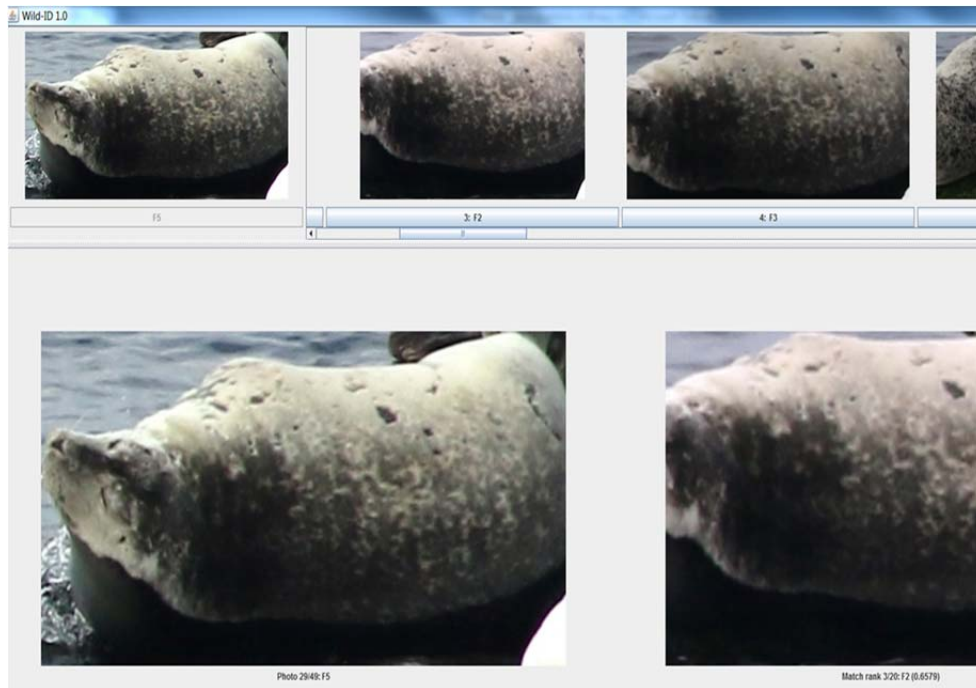 Wild-ID 1.0
F5
3: F2
4: F3
Photo 29/49: F5
Match rank 3/20: F2 (0.6579)